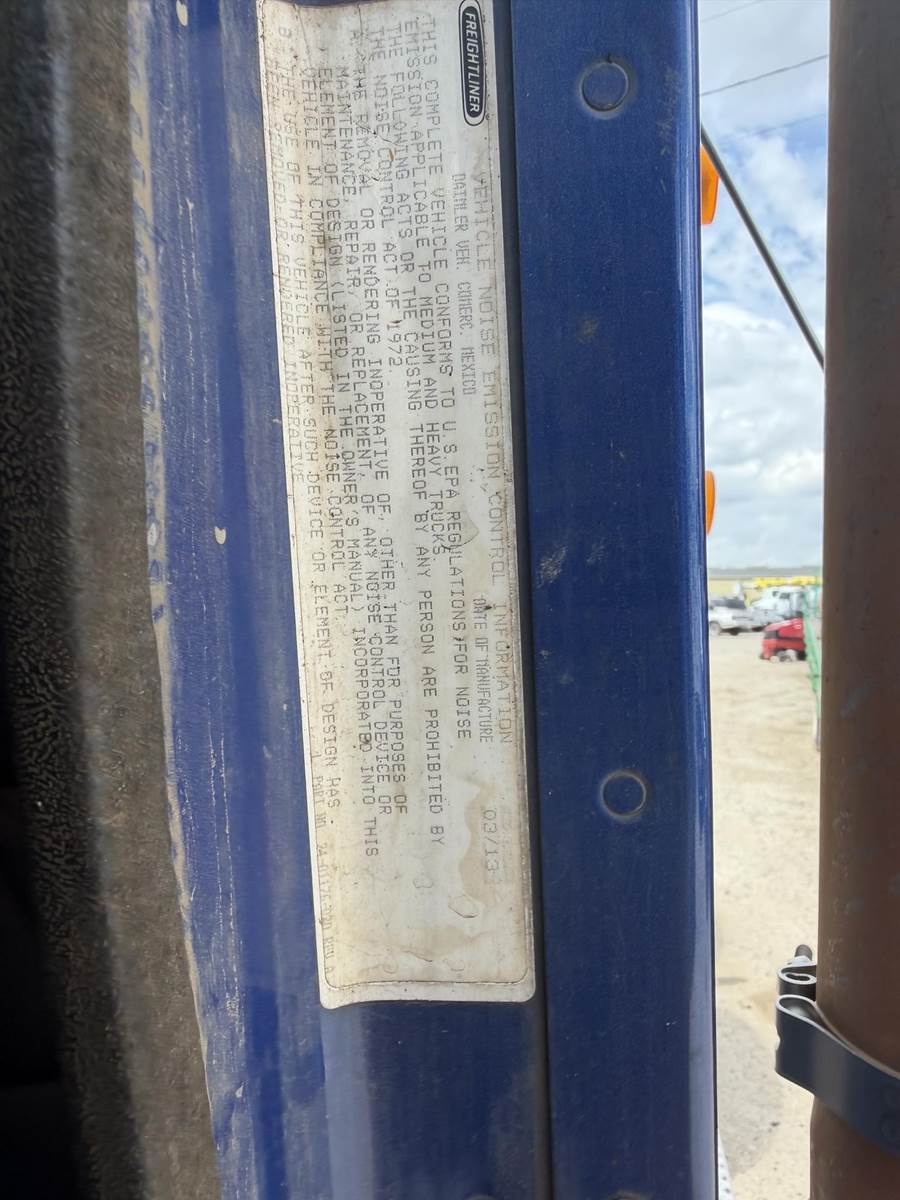 FREIGHTLINER
VEHICLE NOISE EMISSION CONTROL INFORMATION
DAIMLER VEH. COMERC. MEXICO DATE OF MANUFACTURE 03/13
THIS COMPLETE VEHICLE CONFORMS TO U.S.EPA REGULATIONS FOR NOISE
EMISSION APPLICABLE TO MEDIUM AND HEAVY TRUCKS.
THE FOLLOWING ACTS OR THE CAUSING THEREOF BY ANY PERSON ARE PROHIBITED BY
THE NOISE CONTROL ACT OF 1972.
A. THE REMOVAL OR RENDERING INOPERATIVE OF, OTHER THAN FOR PURPOSES OF
MAINTENANCE, REPAIR, OR REPLACEMENT, OF ANY NOISE CONTROL DEVICE OR
ELEMENT OF DESIGN (LISTED IN THE OWNER'S MANUAL) INCORPORATED INTO THIS
VEHICLE IN COMPLIANCE WITH THE NOISE CONTROL ACT.
B. THE USE OF THIS VEHICLE AFTER SUCH DEVICE OR ELEMENT OF DESIGN HAS
BEEN REMOVED OR RENDERED INOPERATIVE
PART NO.